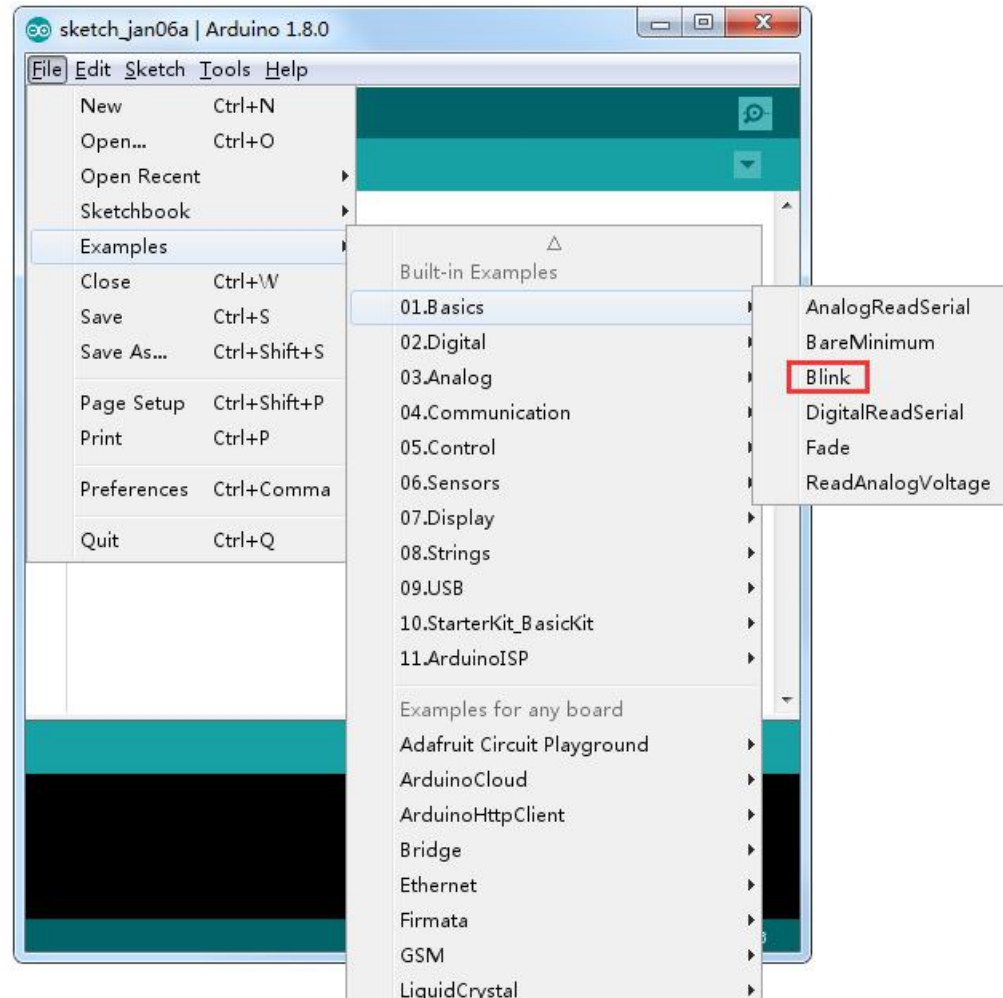 sketch_jan06a | Arduino 1.8.0
File Edit Sketch Tools Help
New Ctrl+N
Open... Ctrl+O
Open Recent
Sketchbook
Examples
Close Ctrl+W
Save Ctrl+S
Save As... Ctrl+Shift+S
Page Setup Ctrl+Shift+P
Print Ctrl+P
Preferences Ctrl+Comma
Quit Ctrl+Q
Built-in Examples
01.Basics
02.Digital
03.Analog
04.Communication
05.Control
06.Sensors
07.Display
08.Strings
09.USB
10.StarterKit_BasicKit
11.ArduinoISP
Examples for any board
Adafruit Circuit Playground
ArduinoCloud
ArduinoHttpClient
Bridge
Ethernet
Firmata
GSM
LiquidCrystal
AnalogReadSerial
BareMinimum
Blink
DigitalReadSerial
Fade
ReadAnalogVoltage